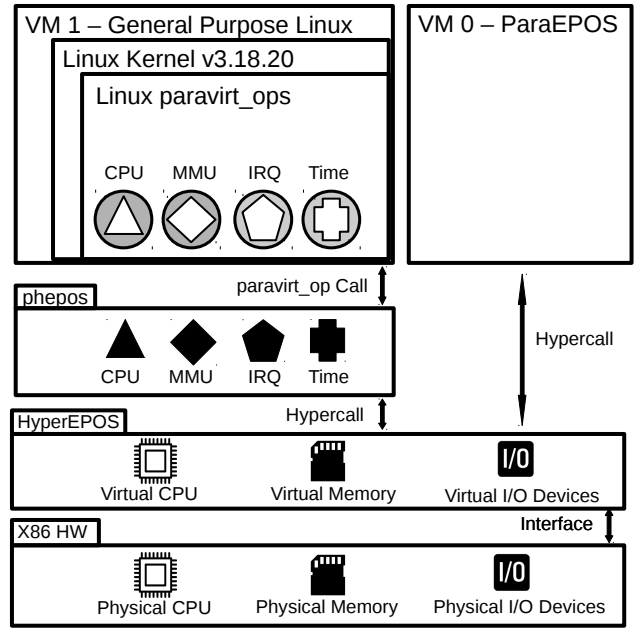 VM 1 – General Purpose Linux
Linux Kernel v3.18.20
Linux paravirt_ops
CPU MMU IRQ Time
VM 0 – ParaEPOS
paravirt_op Call
phepos
CPU MMU IRQ Time
Hypercall
Hypercall
HyperEPOS
I/O
Virtual CPU Virtual Memory Virtual I/O Devices
Interface
X86 HW
I/O
Physical CPU Physical Memory Physical I/O Devices